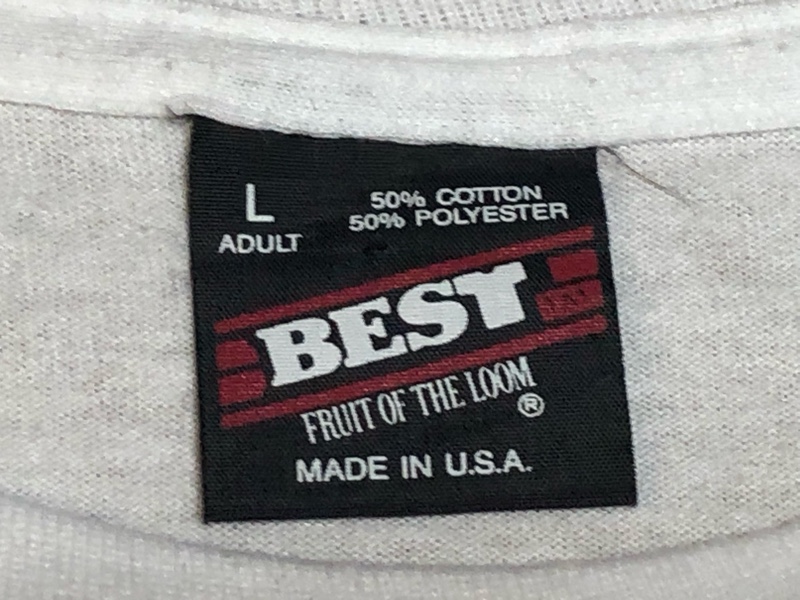 L
ADULT
50% COTTON
50% POLYESTER
BEST
FRUIT OF THE LOOM
®
MADE IN U.S.A.